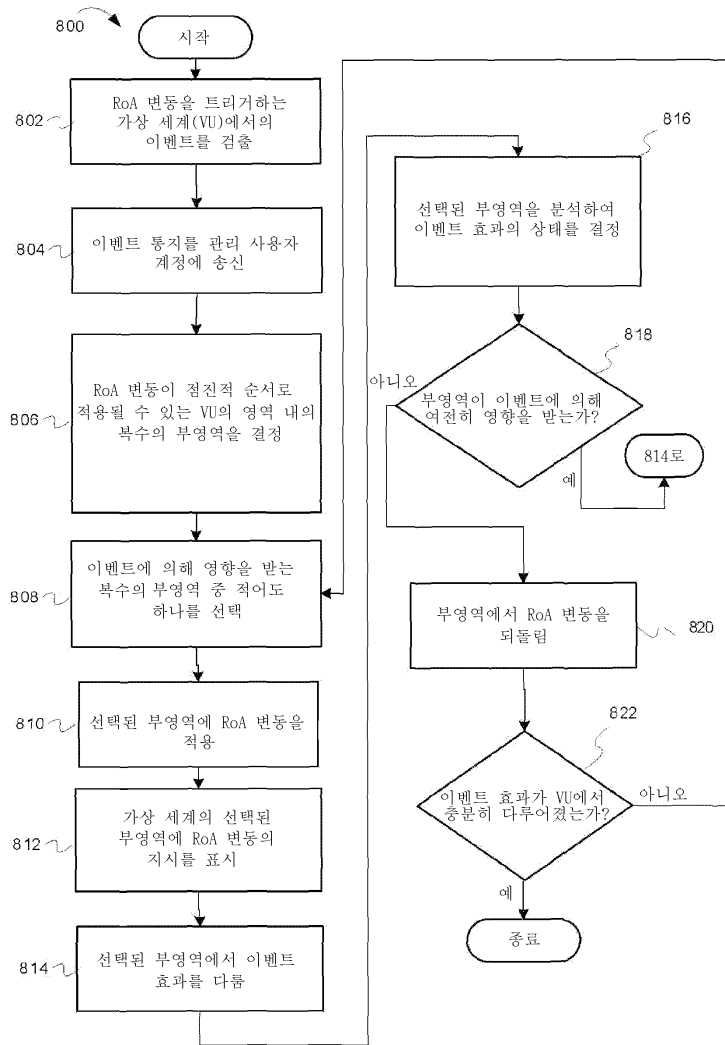 800
시작
802
RoA 변동을 트리거하는
가상 세계(VU)에서의
이벤트를 검출
804
이벤트 통지를 관리 사용자
계정에 송신
806
RoA 변동이 점진적 순서로
적용될 수 있는 VU의 영역 내의
복수의 부영역을 결정
808
이벤트에 의해 영향을 받는
복수의 부영역 중 적어도
하나를 선택
810
선택된 부영역에 RoA 변동을
적용
812
가상 세계의 선택된
부영역에 RoA 변동의
지시를 표시
814
선택된 부영역에서 이벤트
효과를 다룸
816
선택된 부영역을 분석하여
이벤트 효과의 상태를 결정
818
아니오
부영역이 이벤트에 의해
여전히 영향을 받는가?
예
814로
부영역에서 RoA 변동을
되돌림
820
822
이벤트 효과가 VU에서
충분히 다루어졌는가?
아니오
예
종료